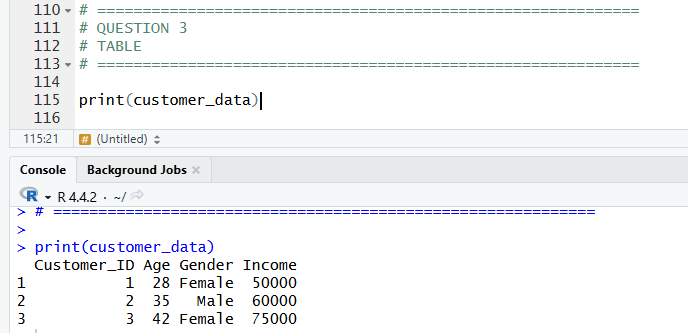 110 # ============================================================
111 # QUESTION 3
112 # TABLE
113 # ============================================================
114
115 print(customer_data)
116
115:21 # (Untitled)
Console Background Jobs
R R 4.4.2 · ~/
> # ============================================================
>
> print(customer_data)
  Customer_ID Age Gender Income
1           1  28 Female  50000
2           2  35   Male  60000
3           3  42 Female  75000